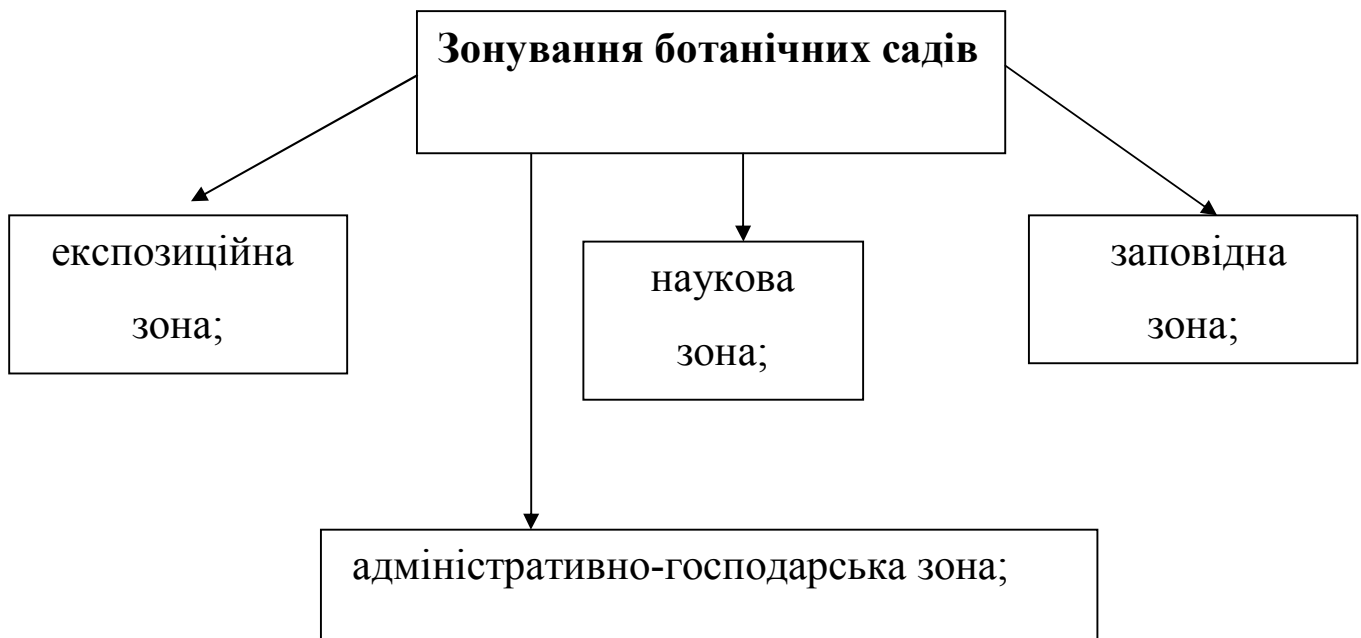 Зонування ботанічних садів
експозиційна
зона;
наукова
зона;
заповідна
зона;
адміністративно-господарська зона;